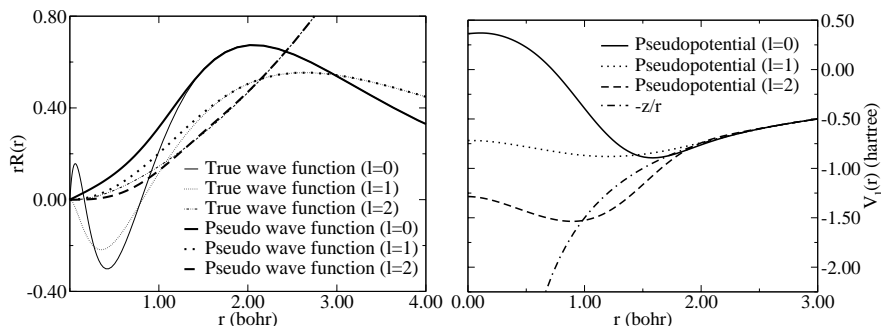 0.80
0.40
0.00
-0.40
rR(r)
True wave function (l=0)
True wave function (l=1)
True wave function (l=2)
Pseudo wave function (l=0)
Pseudo wave function (l=1)
Pseudo wave function (l=2)
1.00 2.00 3.00 4.00
r (bohr)
Pseudopotential (l=0)
Pseudopotential (l=1)
Pseudopotential (l=2)
-z/r
0.50
0.00
-0.50
-1.00
-1.50
-2.00
V_l(r) (hartree)
0.00 1.00 2.00 3.00
r (bohr)